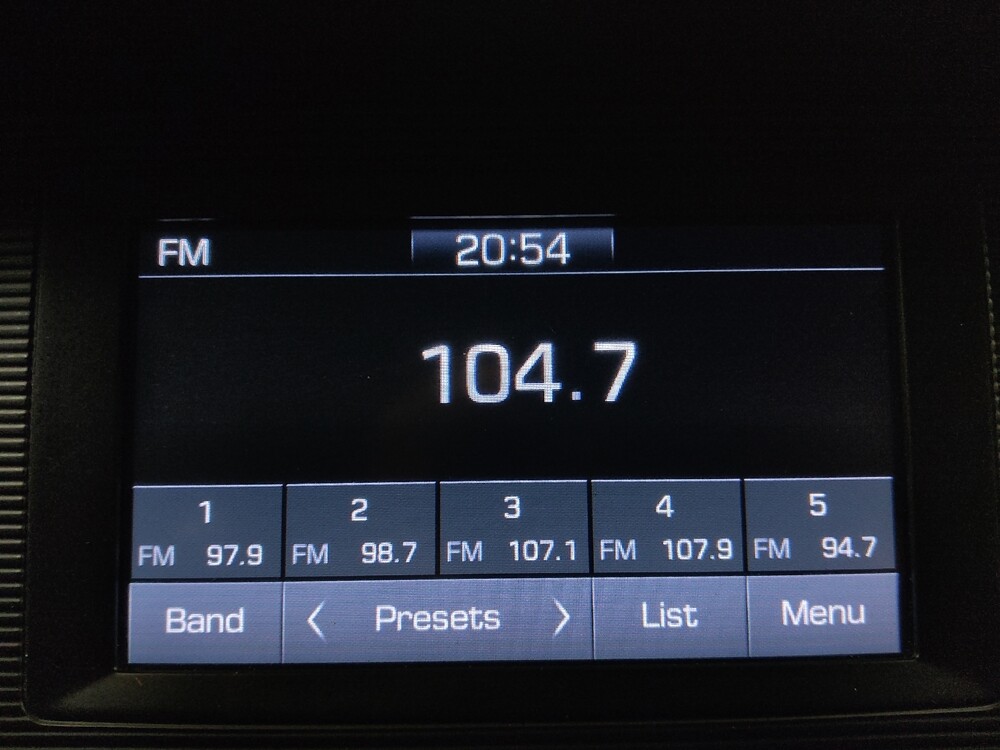 FM 20:54
104.7
1 2 3 4 5
FM 97.9 FM 98.7 FM 107.1 FM 107.9 FM 94.7
Band < Presets > List Menu